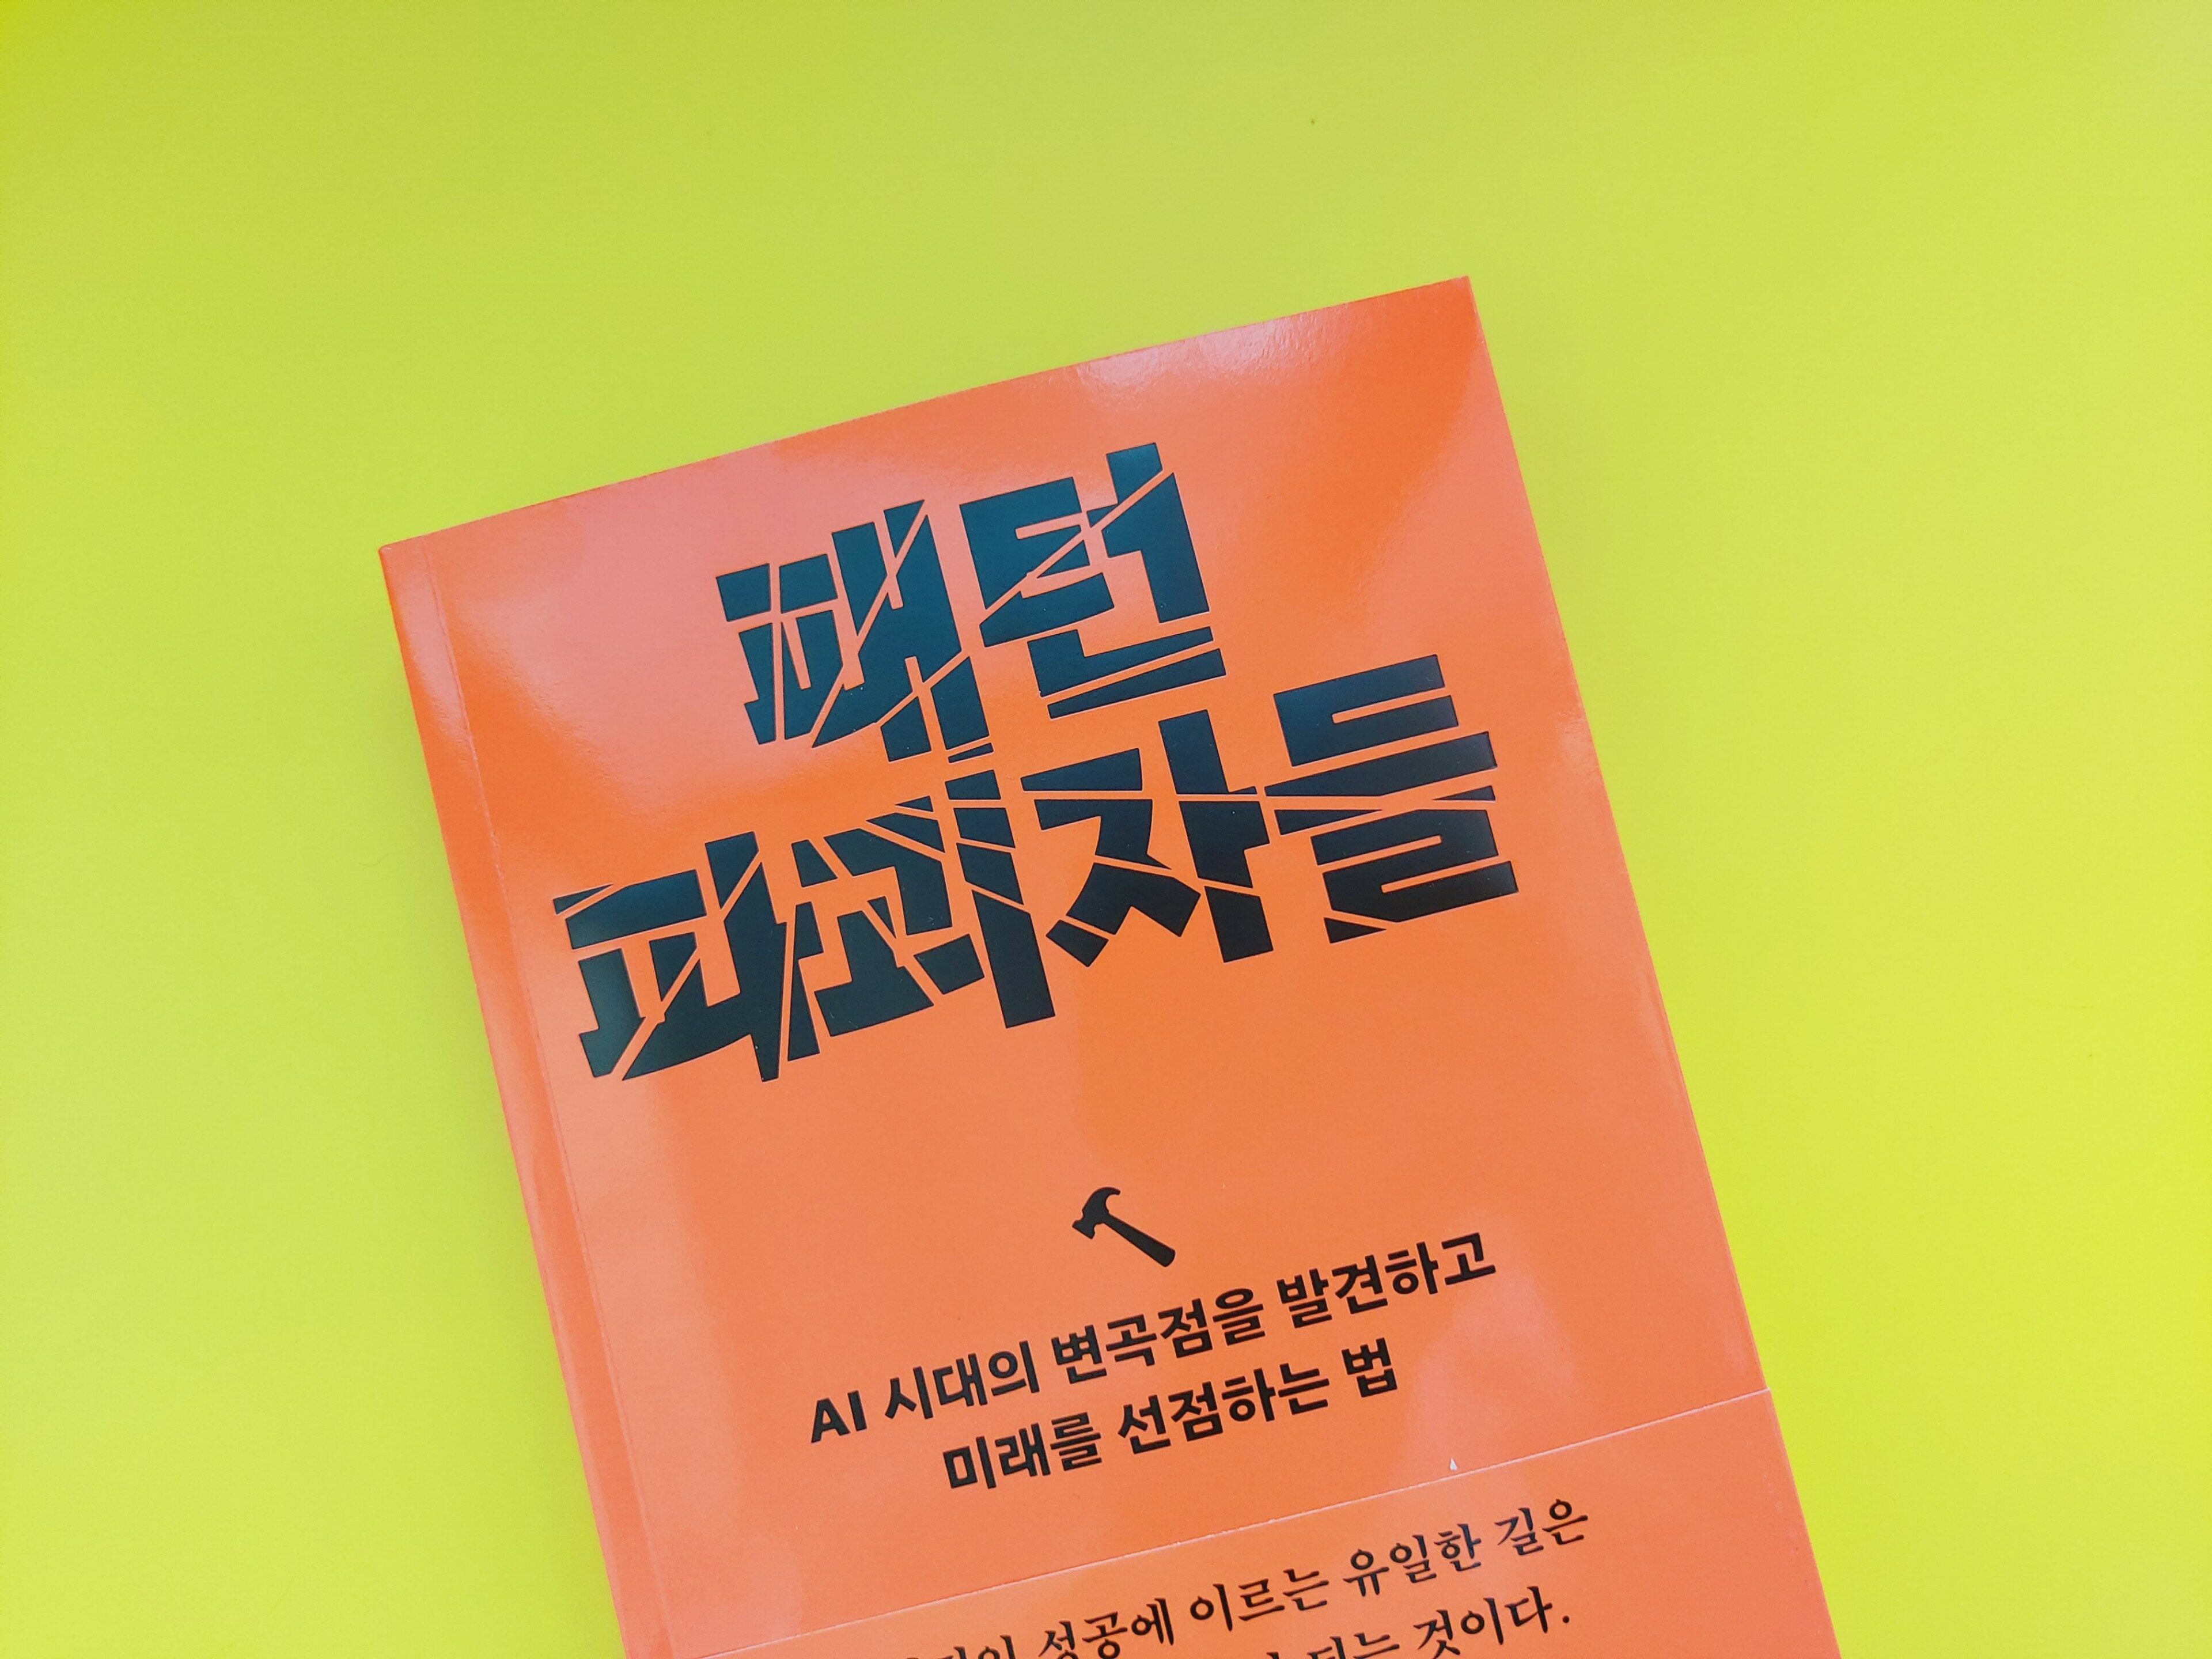 패턴
파괴자들
AI 시대의 변곡점을 발견하고
미래를 선점하는 법
성공에 이르는 유일한 길은
되는 것이다.